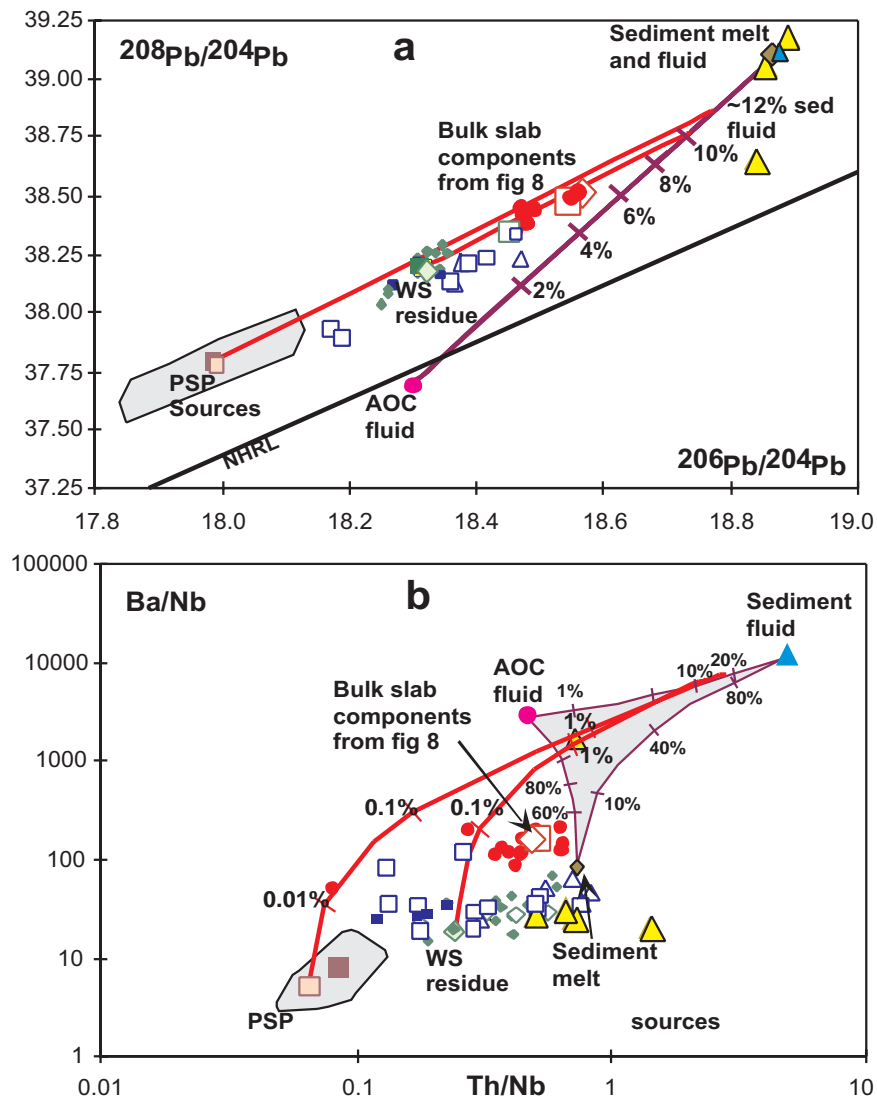 39.25
39.00
38.75
38.50
38.25
38.00
37.75
37.50
37.25
208Pb/204Pb
a
Sediment melt
and fluid
~12% sed
fluid
Bulk slab
components
from fig 8
10%
8%
6%
4%
2%
WS
residue
PSP
Sources
AOC
fluid
NHRL
206Pb/204Pb
17.8
18.0
18.2
18.4
18.6
18.8
19.0
100000
10000
1000
100
10
1
Ba/Nb
b
Sediment
fluid
AOC
fluid
1%
10%
20%
80%
Bulk slab
components
from fig 8
1%
1%
40%
80%
10%
0.1%
0.1%
60%
0.01%
WS
residue
Sediment
melt
PSP
sources
0.01
0.1
Th/Nb
1
10